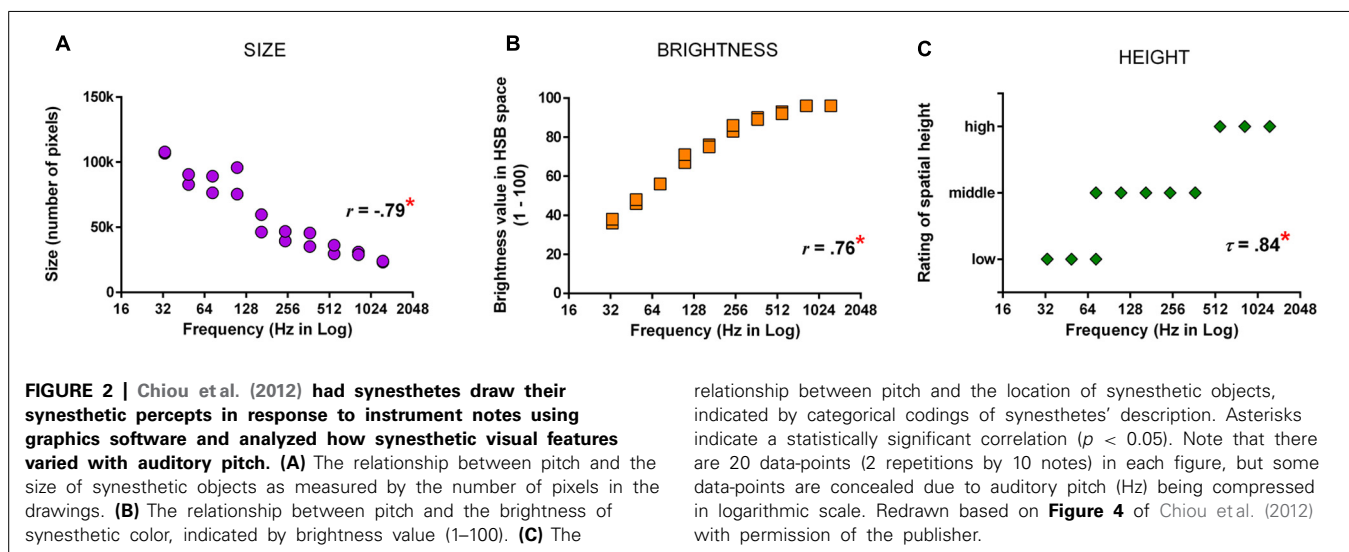 A
SIZE
Size (number of pixels)
150k
100k
50k
0
r = -.79*
16 32 64 128 256 512 1024 2048
Frequency (Hz in Log)
B
BRIGHTNESS
Brightness value in HSB space
(1 - 100)
100
80
60
40
20
0
r = .76*
16 32 64 128 256 512 1024 2048
Frequency (Hz in Log)
C
HEIGHT
Rating of spatial height
high
middle
low
τ = .84*
16 32 64 128 256 512 1024 2048
Frequency (Hz in Log)
FIGURE 2 | Chiou et al. (2012) had synesthetes draw their
synesthetic percepts in response to instrument notes using
graphics software and analyzed how synesthetic visual features
varied with auditory pitch. (A) The relationship between pitch and the
size of synesthetic objects as measured by the number of pixels in the
drawings. (B) The relationship between pitch and the brightness of
synesthetic color, indicated by brightness value (1–100). (C) The
relationship between pitch and the location of synesthetic objects,
indicated by categorical codings of synesthetes' description. Asterisks
indicate a statistically significant correlation (p < 0.05). Note that there
are 20 data-points (2 repetitions by 10 notes) in each figure, but some
data-points are concealed due to auditory pitch (Hz) being compressed
in logarithmic scale. Redrawn based on Figure 4 of Chiou et al. (2012)
with permission of the publisher.